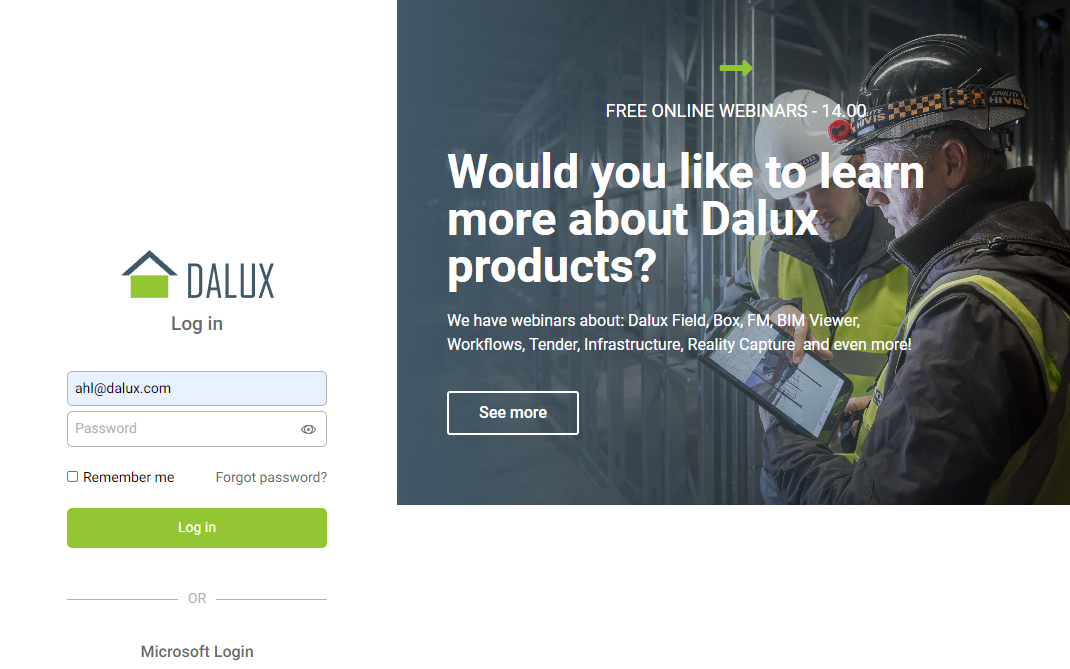 DALUX
Log in
ahl@dalux.com
Password
Remember me
Forgot password?
Log in
OR
Microsoft Login
FREE ONLINE WEBINARS - 14.00
Would you like to learn
more about Dalux
products?
We have webinars about: Dalux Field, Box, FM, BIM Viewer,
Workflows, Tender, Infrastructure, Reality Capture  and even more!
See more
UNILITE
HIVIS